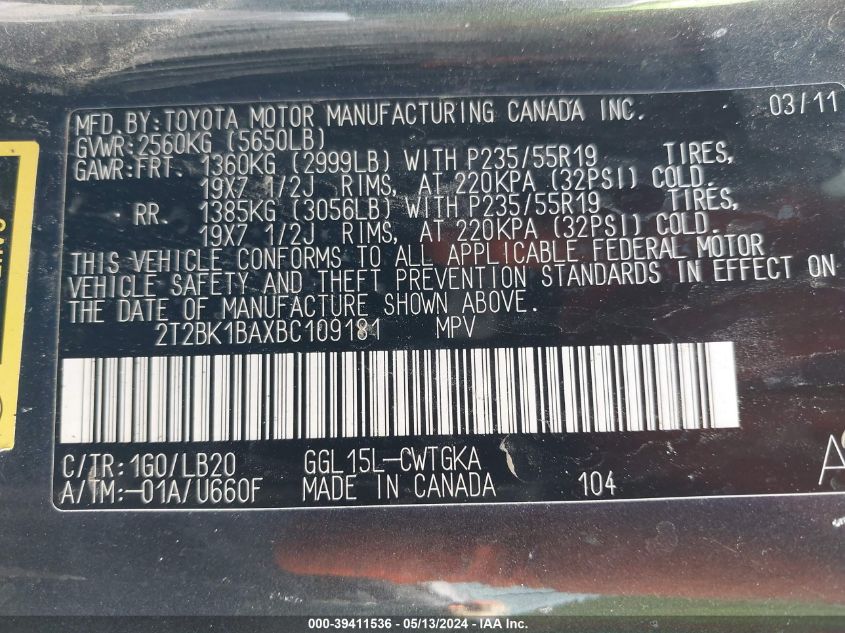 MFD. BY: TOYOTA MOTOR MANUFACTURING CANADA INC. 03/11
GVWR: 2560KG (5650LB)
GAWR: FRT. 1360KG (2999LB) WITH P235/55R19 TIRES,
19X7 1/2J RIMS, AT 220KPA (32PSI) COLD.
RR. 1385KG (3056LB) WITH P235/55R19 TIRES,
19X7 1/2J RIMS, AT 220KPA (32PSI) COLD.
THIS VEHICLE CONFORMS TO ALL APPLICABLE FEDERAL MOTOR
VEHICLE SAFETY AND THEFT PREVENTION STANDARDS IN EFFECT ON
THE DATE OF MANUFACTURE SHOWN ABOVE.
2T2BK1BAXBC109181 MPV
C/TR: 1G0/LB20 GGL15L-CWTGKA
A/TM: -01A/U660F MADE IN CANADA 104
000-39411536 - 05/13/2024 - IAA Inc.